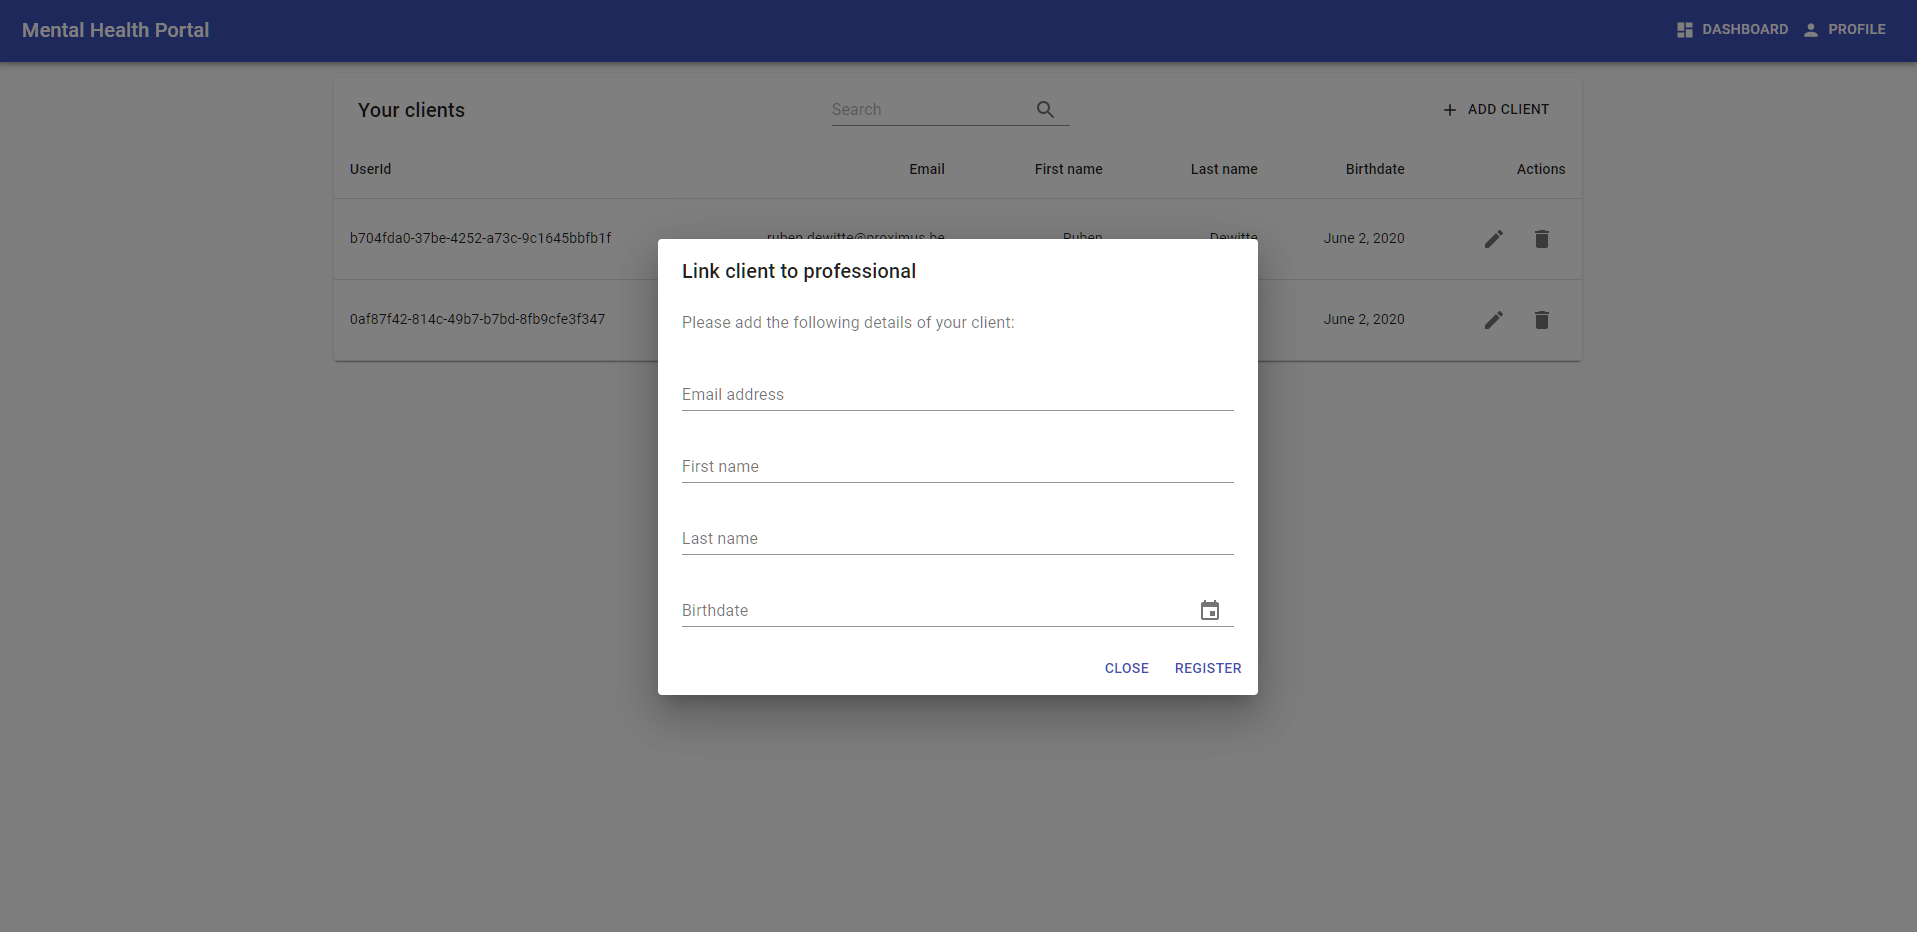 Mental Health Portal DASHBOARD PROFILE
Your clients Search ADD CLIENT
UserId Email First name Last name Birthdate Actions
b704fda0-37be-4252-a73c-9c1645bbfb1f ruben.dewitte@proximus.be Ruben Dewitte June 2, 2020
0af87f42-814c-49b7-b7bd-8fb9cfe3f347 June 2, 2020
Link client to professional
Please add the following details of your client:
Email address
First name
Last name
Birthdate
CLOSE REGISTER